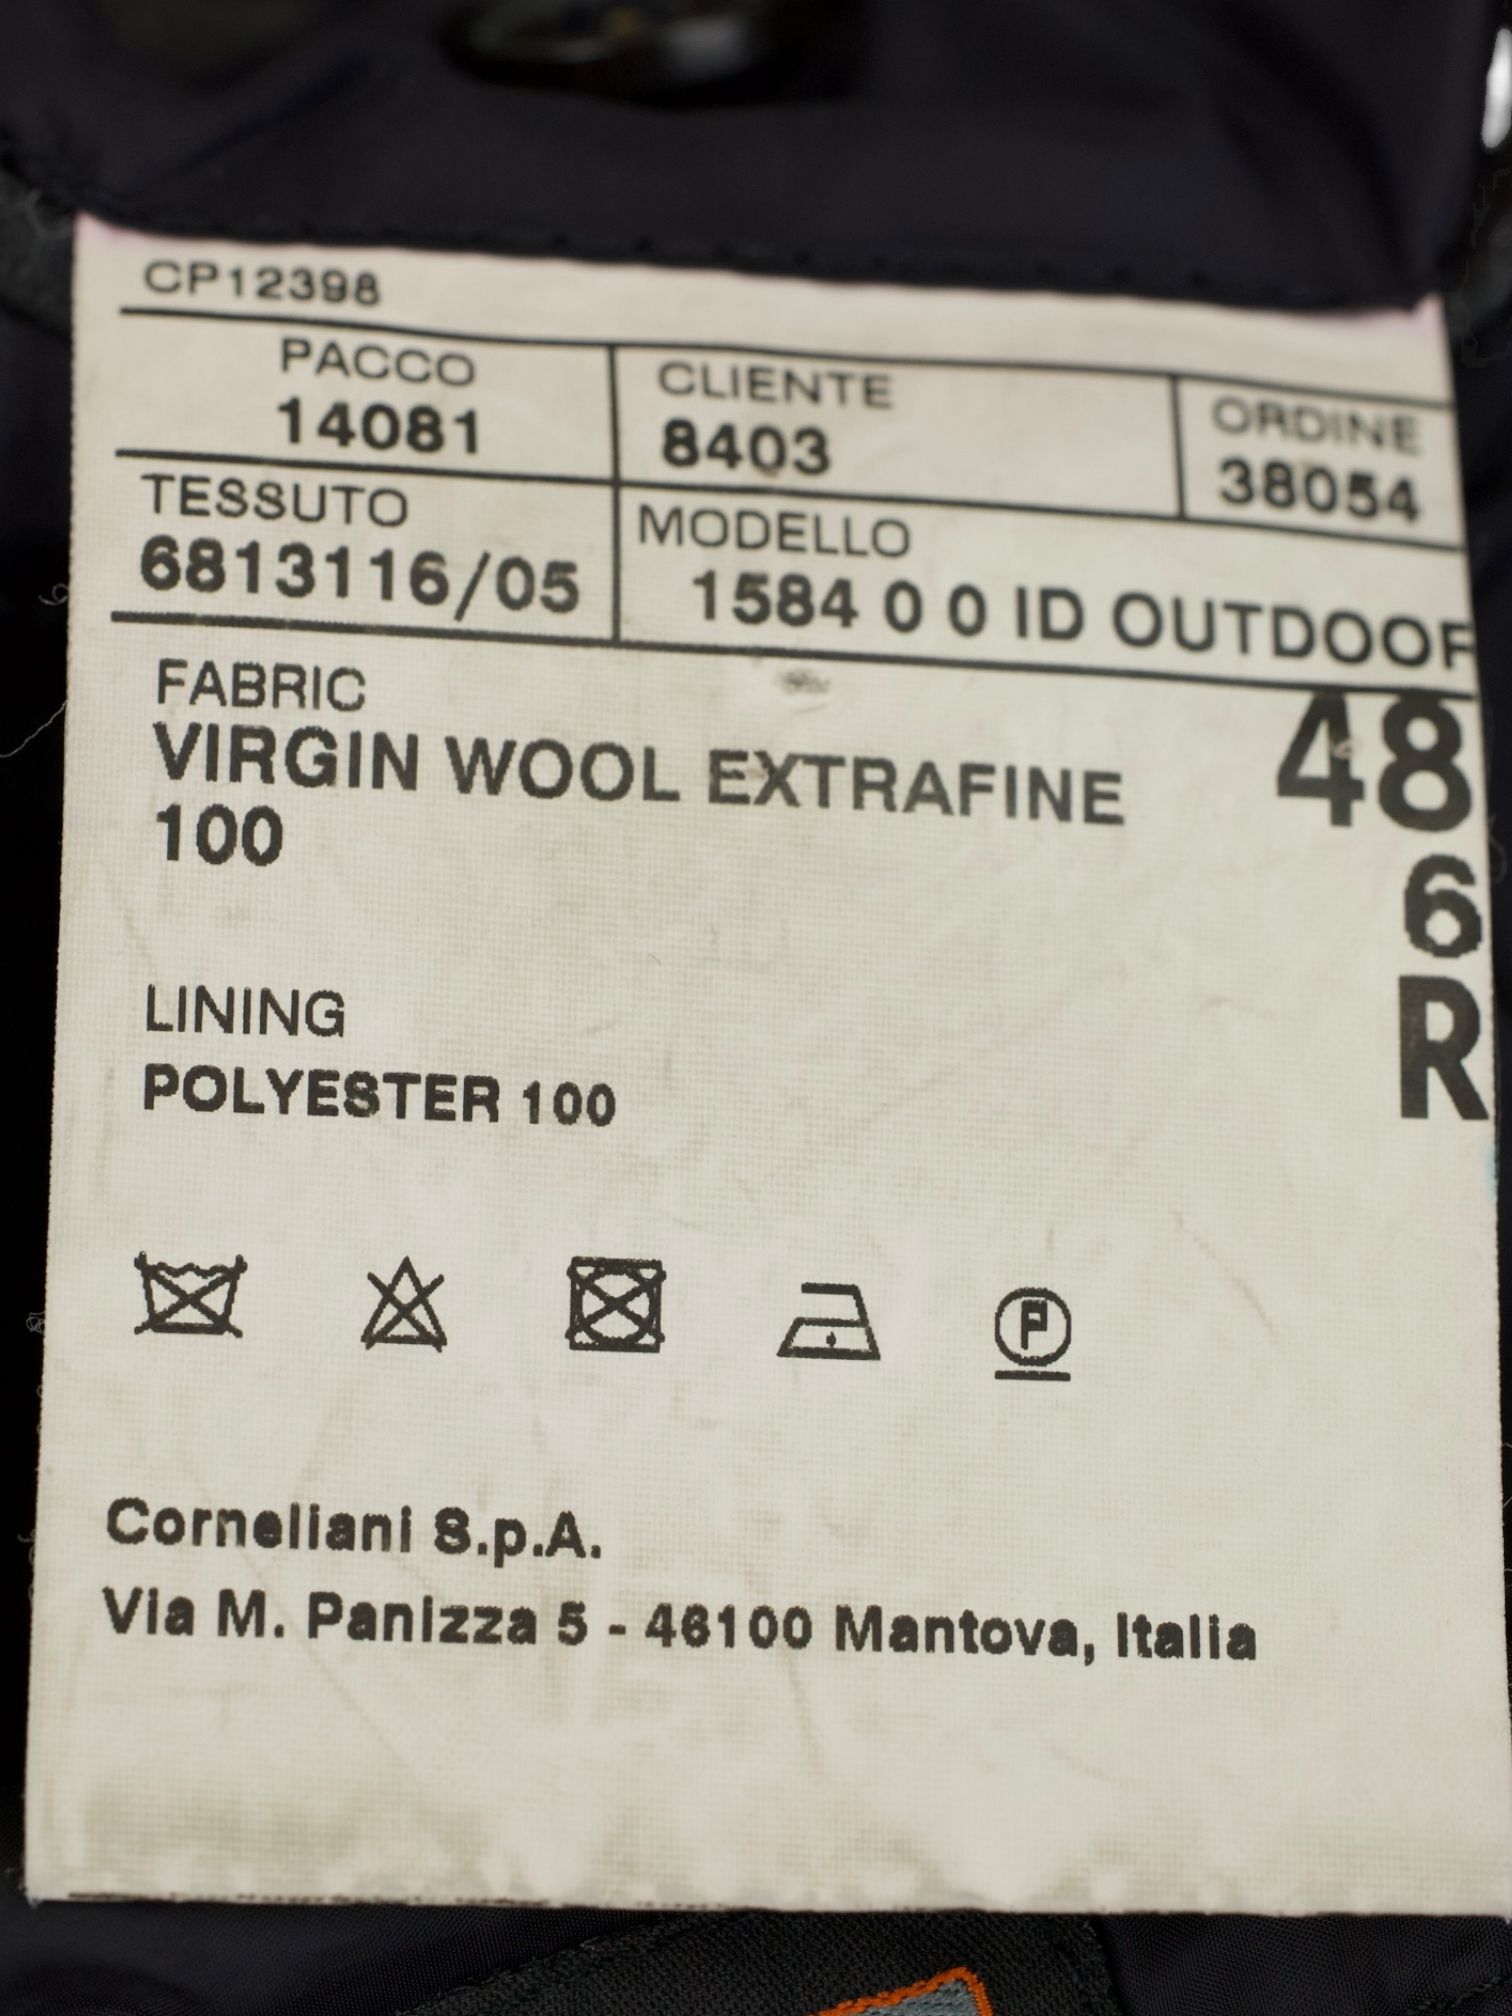 CP12398
PACCO CLIENTE ORDINE
14081 8403 38054
TESSUTO MODELLO
6813116/05 1584 0 0 ID OUTDOOR
FABRIC
VIRGIN WOOL EXTRAFINE 48
100
6
R
LINING
POLYESTER 100
P
Corneliani S.p.A.
Via M. Panizza 5 - 46100 Mantova, Italia